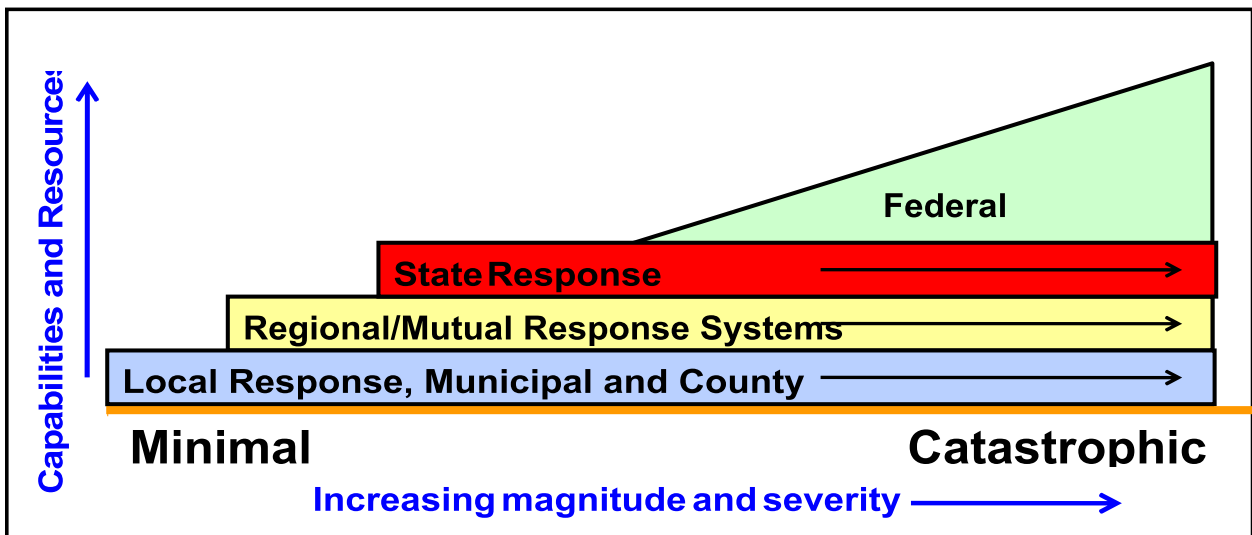 Capabilities and Resources
Federal
State Response
Regional/Mutual Response Systems
Local Response, Municipal and County
Minimal
Catastrophic
Increasing magnitude and severity